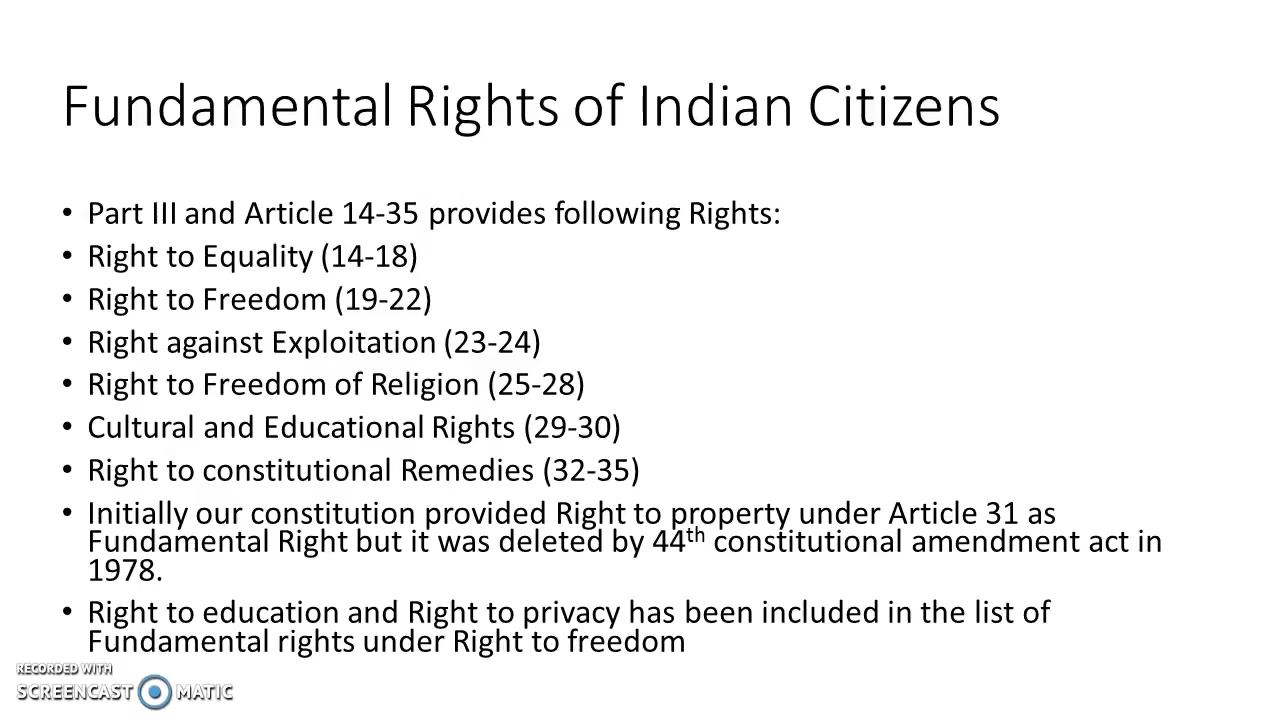 Fundamental Rights of Indian Citizens
• Part III and Article 14-35 provides following Rights:
• Right to Equality (14-18)
• Right to Freedom (19-22)
• Right against Exploitation (23-24)
• Right to Freedom of Religion (25-28)
• Cultural and Educational Rights (29-30)
• Right to constitutional Remedies (32-35)
• Initially our constitution provided Right to property under Article 31 as
Fundamental Right but it was deleted by 44th constitutional amendment act in
1978.
• Right to education and Right to privacy has been included in the list of
Fundamental rights under Right to freedom
RECORDED WITH
SCREENCAST MATIC